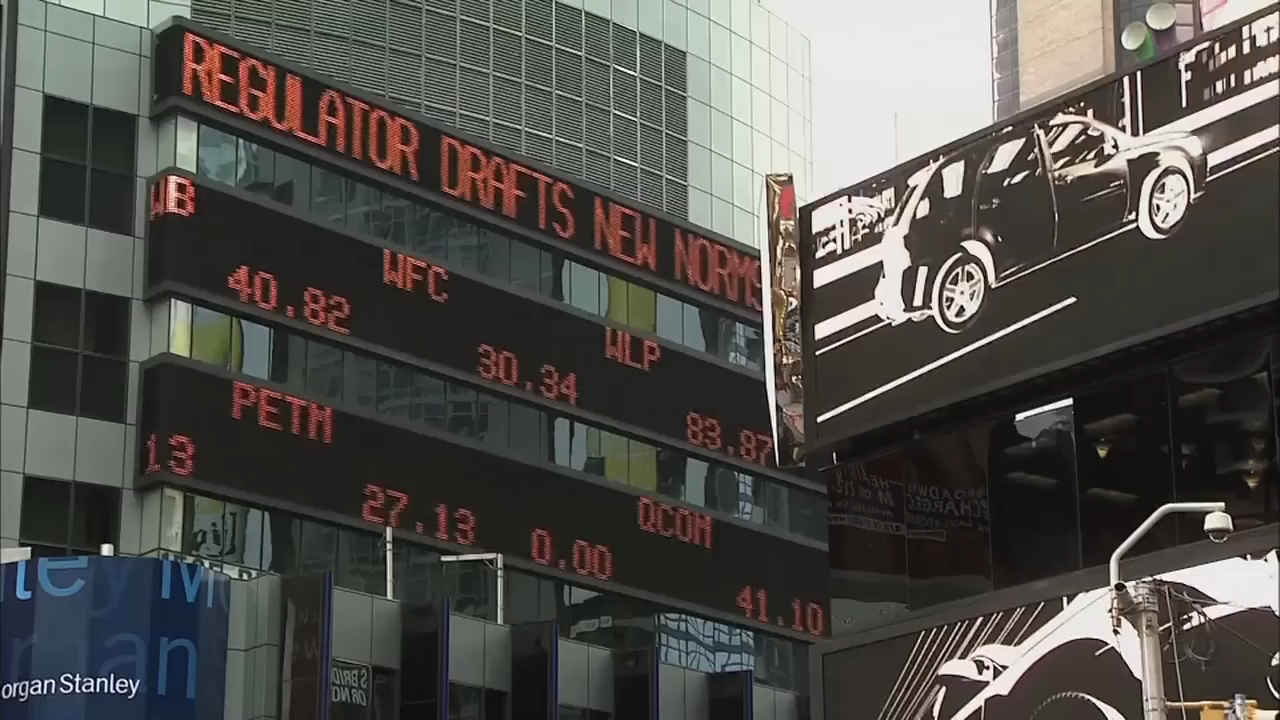 REGULATOR DRAFTS NEW NORMS
WB
WFC
WLP
40.82
30.34
83.87
PETM
QCOM
13
27.13
0.00
41.10
organ Stanley